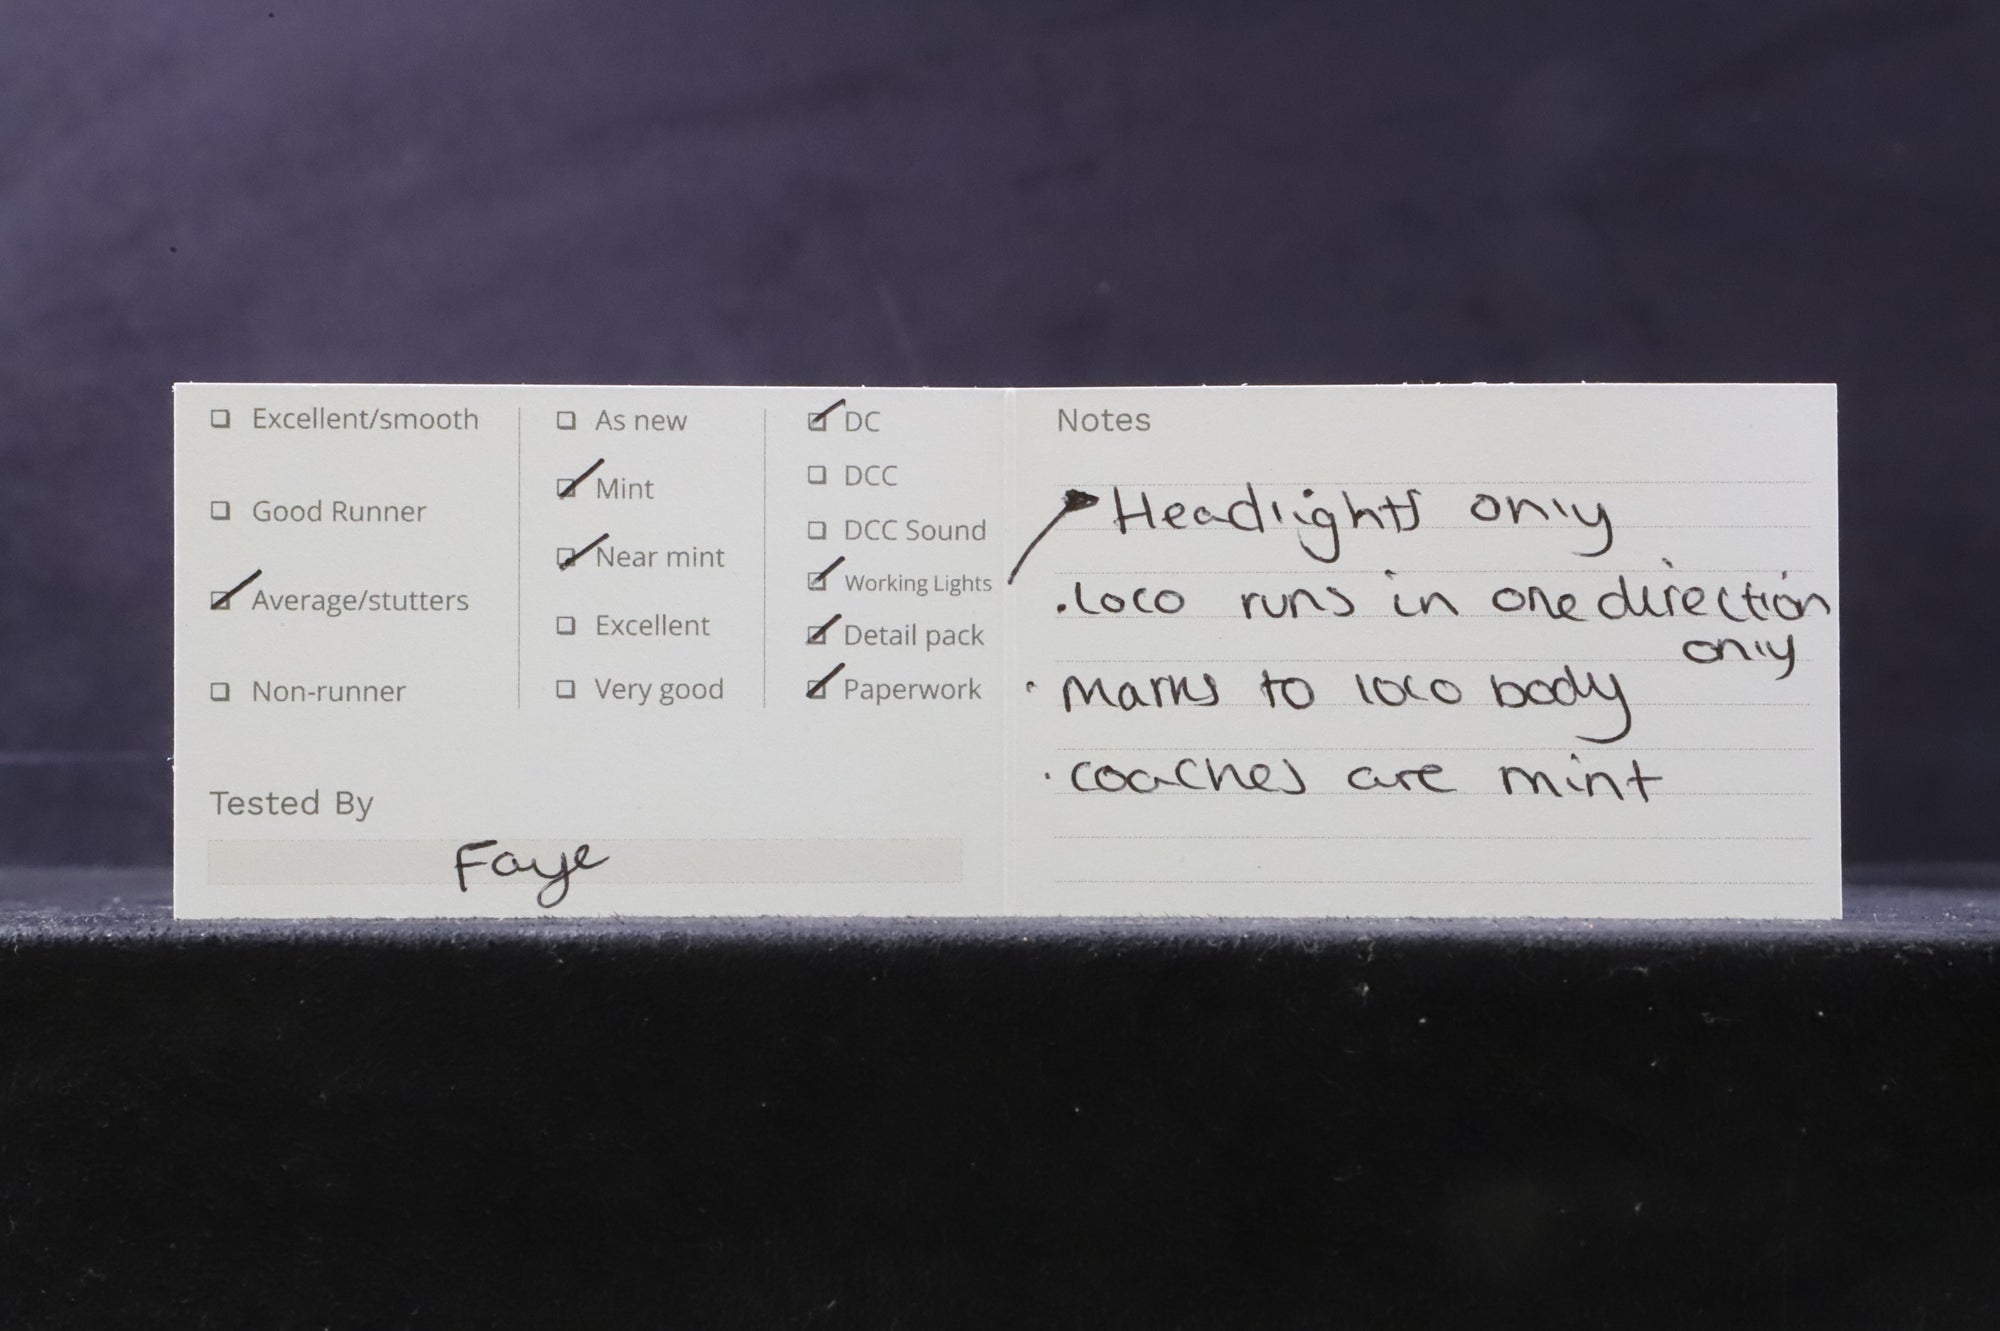 Excellent/smooth
Good Runner
Average/stutters
Non-runner
As new
Mint
Near mint
Excellent
Very good
DC
DCC
DCC Sound
Working Lights
Detail pack
Paperwork
Tested By
Faye
Notes
Headlights only
. loco runs in one direction
only
· Marks to loco body
· coaches are mint